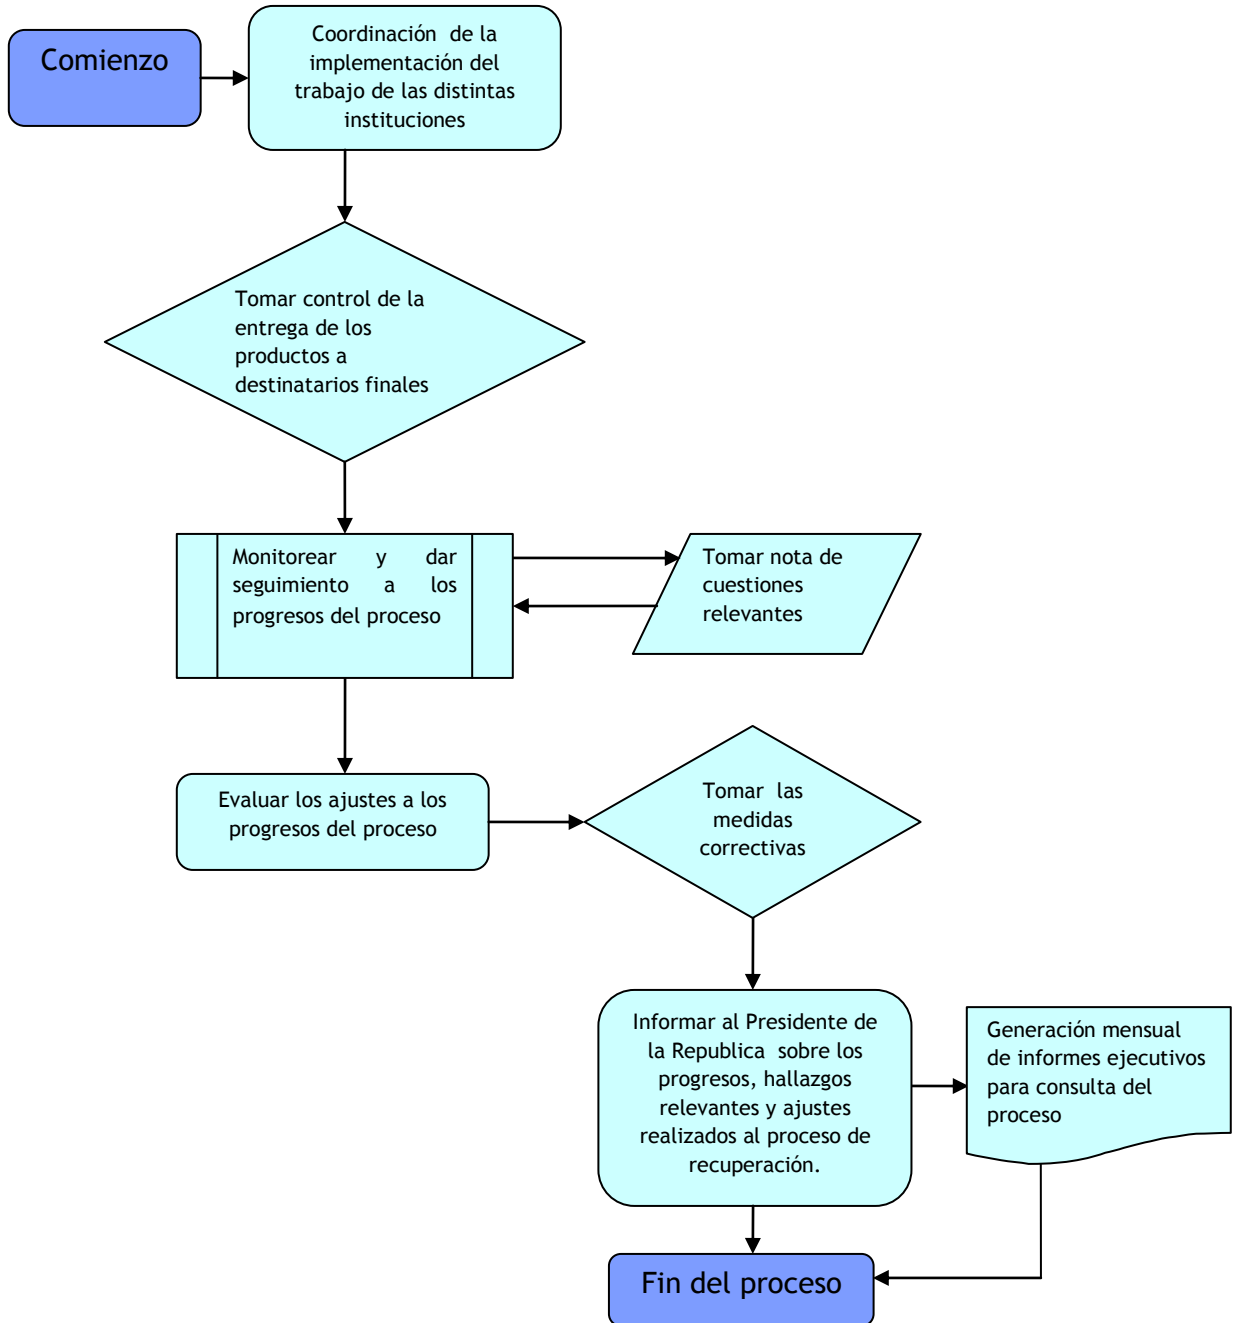 Comienzo
Coordinación de la
implementación del
trabajo de las distintas
instituciones
Tomar control de la
entrega de los
productos a
destinatarios finales
Monitorear y dar
seguimiento a los
progresos del proceso
Tomar nota de
cuestiones
relevantes
Evaluar los ajustes a los
progresos del proceso
Tomar las
medidas
correctivas
Informar al Presidente de
la Republica sobre los
progresos, hallazgos
relevantes y ajustes
realizados al proceso de
recuperación.
Generación mensual
de informes ejecutivos
para consulta del
proceso
Fin del proceso